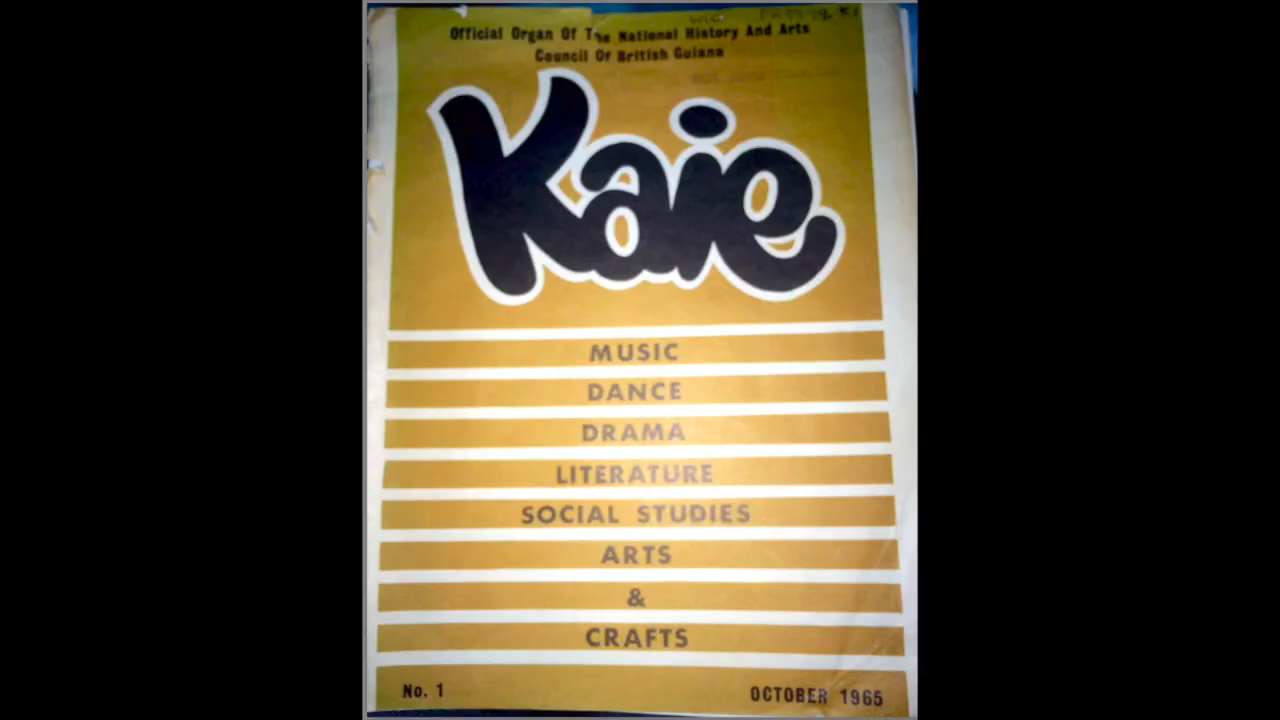 Official Organ Of The National History And Arts
Council Of British Guiana
Kaie
MUSIC
DANCE
DRAMA
LITERATURE
SOCIAL STUDIES
ARTS
&
CRAFTS
No. 1 OCTOBER 1965